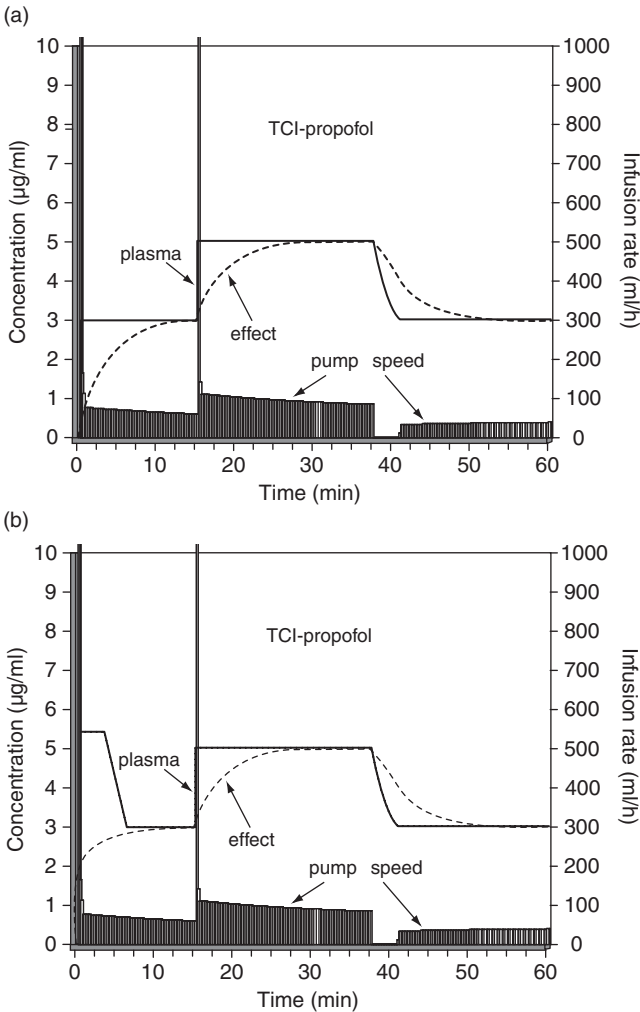 (a)
10 1000
9 900
8 800
TCI-propofol
7 700
6 600
5 500
plasma
4 400
effect
3 300
2 200
pump speed
1 100
0 0
0 10 20 30 40 50 60
Time (min)
Concentration (µg/ml)
Infusion rate (ml/h)
(b)
10 1000
9 900
8 800
TCI-propofol
7 700
6 600
5 500
plasma
4 400
effect
3 300
2 200
pump speed
1 100
0 0
0 10 20 30 40 50 60
Time (min)
Concentration (µg/ml)
Infusion rate (ml/h)